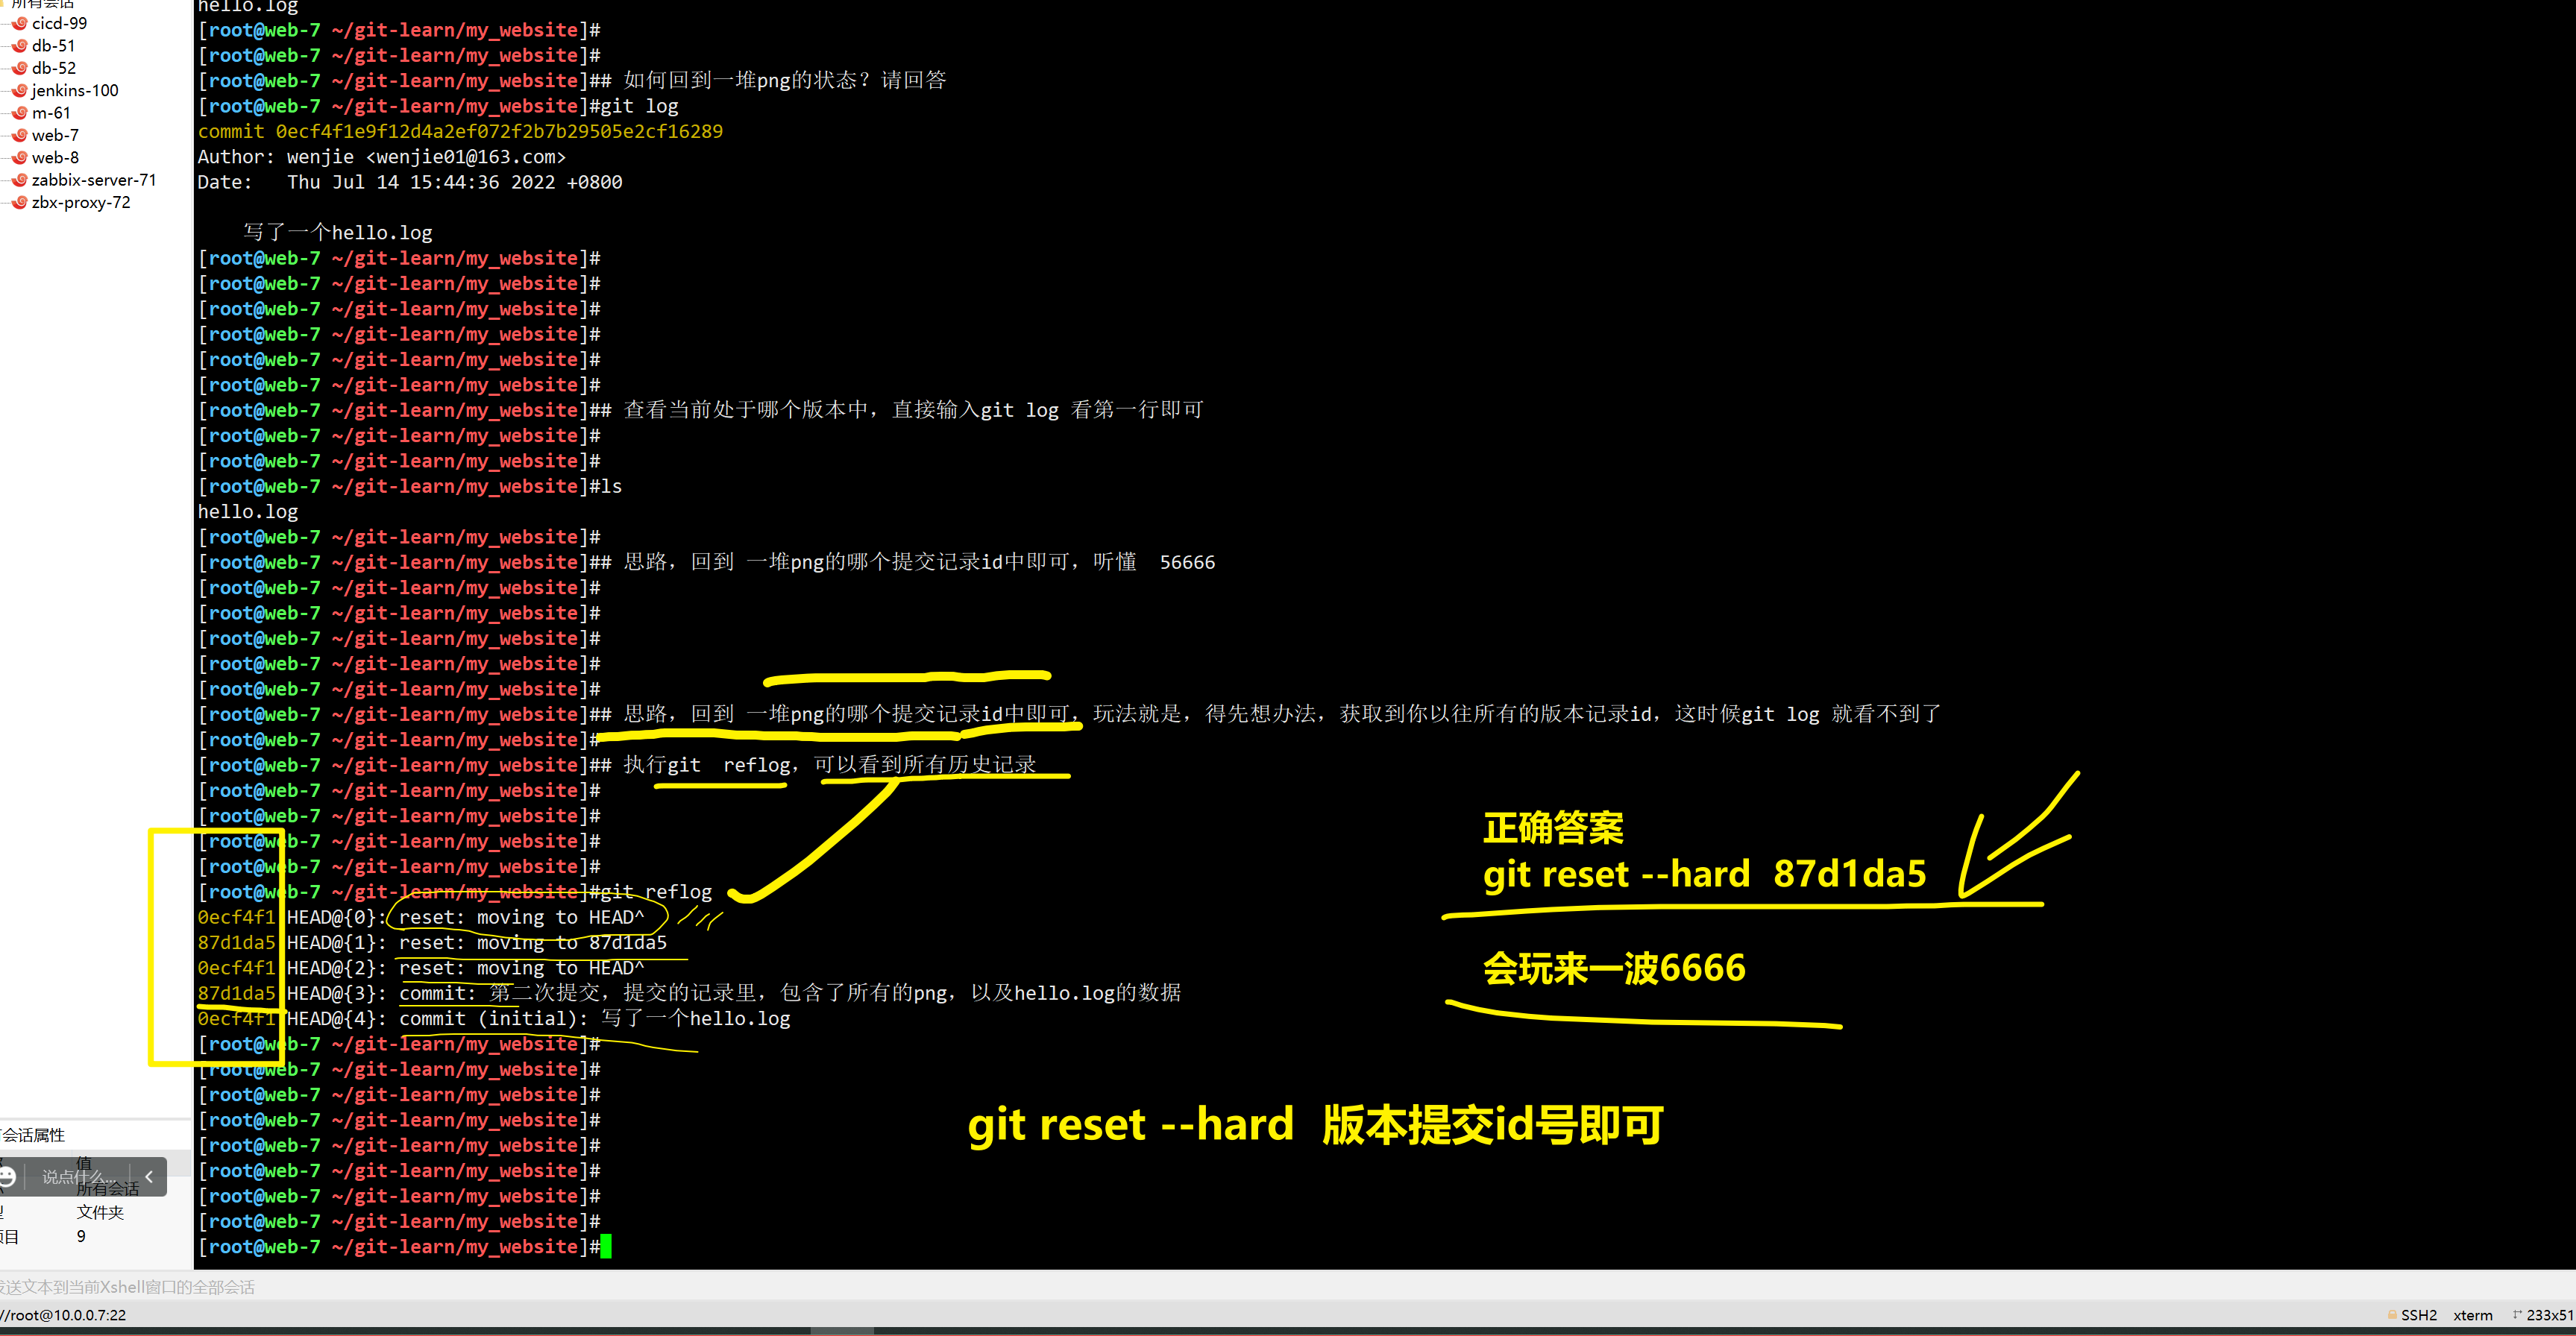 所有会话
cicd-99
db-51
db-52
jenkins-100
m-61
web-7
web-8
zabbix-server-71
zbx-proxy-72
hello.log
[root@web-7 ~/git-learn/my_website]#
[root@web-7 ~/git-learn/my_website]#
[root@web-7 ~/git-learn/my_website]## 如何回到一堆png的状态？请回答
[root@web-7 ~/git-learn/my_website]#git log
commit 0ecf4f1e9f12d4a2ef072f2b7b29505e2cf16289
Author: wenjie <wenjie01@163.com>
Date:   Thu Jul 14 15:44:36 2022 +0800
写了一个hello.log
[root@web-7 ~/git-learn/my_website]#
[root@web-7 ~/git-learn/my_website]#
[root@web-7 ~/git-learn/my_website]#
[root@web-7 ~/git-learn/my_website]#
[root@web-7 ~/git-learn/my_website]#
[root@web-7 ~/git-learn/my_website]#
[root@web-7 ~/git-learn/my_website]## 查看当前处于哪个版本中，直接输入git log 看第一行即可
[root@web-7 ~/git-learn/my_website]#
[root@web-7 ~/git-learn/my_website]#
[root@web-7 ~/git-learn/my_website]#ls
hello.log
[root@web-7 ~/git-learn/my_website]#
[root@web-7 ~/git-learn/my_website]## 思路，回到 一堆png的哪个提交记录id中即可，听懂  56666
[root@web-7 ~/git-learn/my_website]#
[root@web-7 ~/git-learn/my_website]#
[root@web-7 ~/git-learn/my_website]#
[root@web-7 ~/git-learn/my_website]#
[root@web-7 ~/git-learn/my_website]#
[root@web-7 ~/git-learn/my_website]## 思路，回到 一堆png的哪个提交记录id中即可，玩法就是，得先想办法，获取到你以往所有的版本记录id，这时候git log 就看不到了
[root@web-7 ~/git-learn/my_website]#
[root@web-7 ~/git-learn/my_website]## 执行git  reflog，可以看到所有历史记录
[root@web-7 ~/git-learn/my_website]#
[root@web-7 ~/git-learn/my_website]#
[root@web-7 ~/git-learn/my_website]#
[root@web-7 ~/git-learn/my_website]#
[root@web-7 ~/git-learn/my_website]#git reflog
0ecf4f1 HEAD@{0}: reset: moving to HEAD^
87d1da5 HEAD@{1}: reset: moving to 87d1da5
0ecf4f1 HEAD@{2}: reset: moving to HEAD^
87d1da5 HEAD@{3}: commit: 第二次提交，提交的记录里，包含了所有的png，以及hello.log的数据
0ecf4f1 HEAD@{4}: commit (initial): 写了一个hello.log
[root@web-7 ~/git-learn/my_website]#
[root@web-7 ~/git-learn/my_website]#
[root@web-7 ~/git-learn/my_website]#
[root@web-7 ~/git-learn/my_website]#
[root@web-7 ~/git-learn/my_website]#
[root@web-7 ~/git-learn/my_website]#
[root@web-7 ~/git-learn/my_website]#
[root@web-7 ~/git-learn/my_website]#
[root@web-7 ~/git-learn/my_website]#
正确答案
git reset --hard  87d1da5
会玩来一波6666
git reset --hard  版本提交id号即可
会话属性
值
说点什么...
所有会话
文件夹
项目 9
发送文本到当前Xshell窗口的全部会话
//root@10.0.0.7:22
SSH2 xterm 233x51